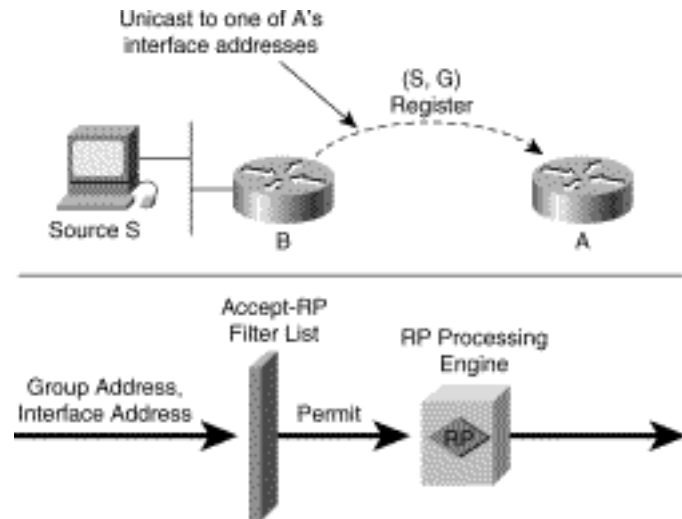 Unicast to one of A's
interface addresses
(S, G)
Register
Source S
B
A
Accept-RP
Filter List
RP Processing
Engine
Group Address,
Interface Address
Permit
RP